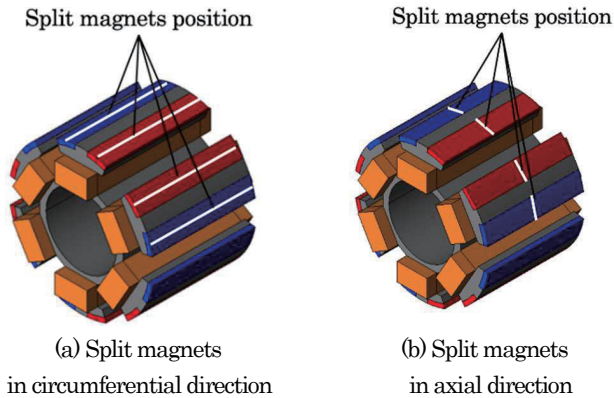 Split magnets position
Split magnets position
(a) Split magnets
in circumferential direction
(b) Split magnets
in axial direction